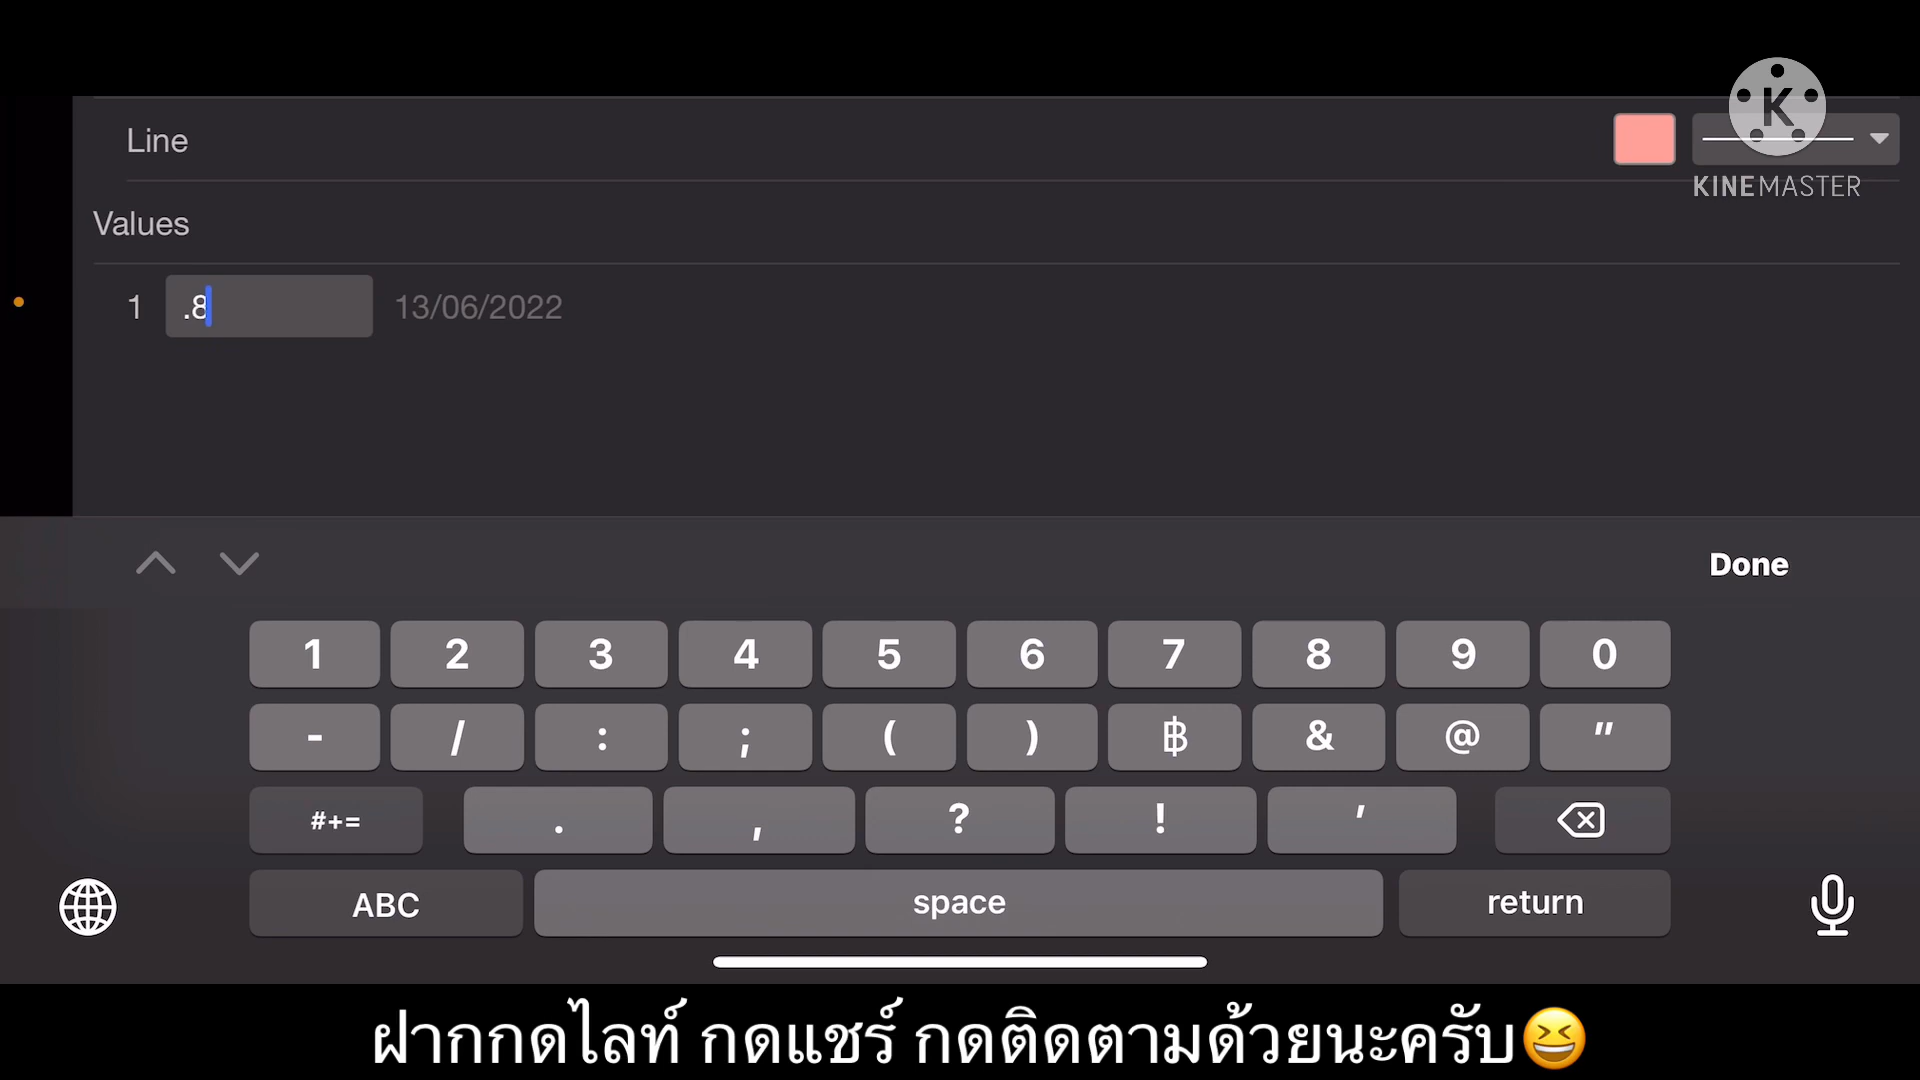 Line
K
KINEMASTER
Values
1 .8 13/06/2022
Done
1 2 3 4 5 6 7 8 9 0
- / : ; ( ) ฿ & @ "
#+= . , ? ! '
ABC space return
ฝากกดไลท์ กดแชร์ กดติดตามด้วยนะครับ😆